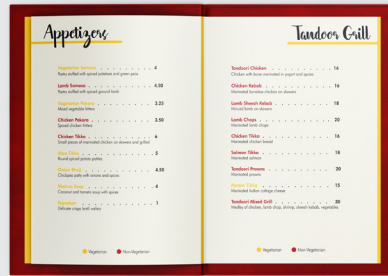 Appetizers
Vegetarian Samosa . . . . . . . . 4
Pastry stuffed with spiced potatoes and green peas
Lamb Samosa . . . . . . . . . . 4.50
Pastry stuffed with spiced ground lamb
Vegetarian Pakora . . . . . . . . 3.25
Mixed vegetable fritters
Chicken Pakora . . . . . . . . . 3.50
Spiced chicken fritters
Chicken Tikka . . . . . . . . . . 6
Small pieces of marinated chicken on skewers and grilled
Aloo Tikka . . . . . . . . . . . 5
Round spiced potato patties
Onion Bhaji . . . . . . . . . . 4.50
Chickpea patty with onions and spices
4
Coconut and tomato soup with spices
1
Delicate crispy lentil wafers
Vegetarian Non-Vegetarian
Tandoor Grill
Tandoori Chicken . . . . . . . . 16
Chicken with bone marinated in yogurt and spices
Chicken Kebab . . . . . . . . . 16
Marinated boneless chicken on skewers
Lamb Sheesh Kebab . . . . . . . 18
Minced lamb on skewers
Lamb Chops . . . . . . . . . . 20
Marinated lamb chops
Chicken Tikka . . . . . . . . . 16
Marinated chicken breast
Salmon Tikka . . . . . . . . . . 18
Marinated salmon
Tandoori Prawns . . . . . . . . 20
Marinated prawns
Paneer Tikka . . . . . . . . . . 15
Marinated Indian cottage cheese
Tandoori Mixed Grill . . . . . . . 20
Medley of chicken, lamb chop, shrimp, sheesh kebab, vegetables
Vegetarian Non-Vegetarian